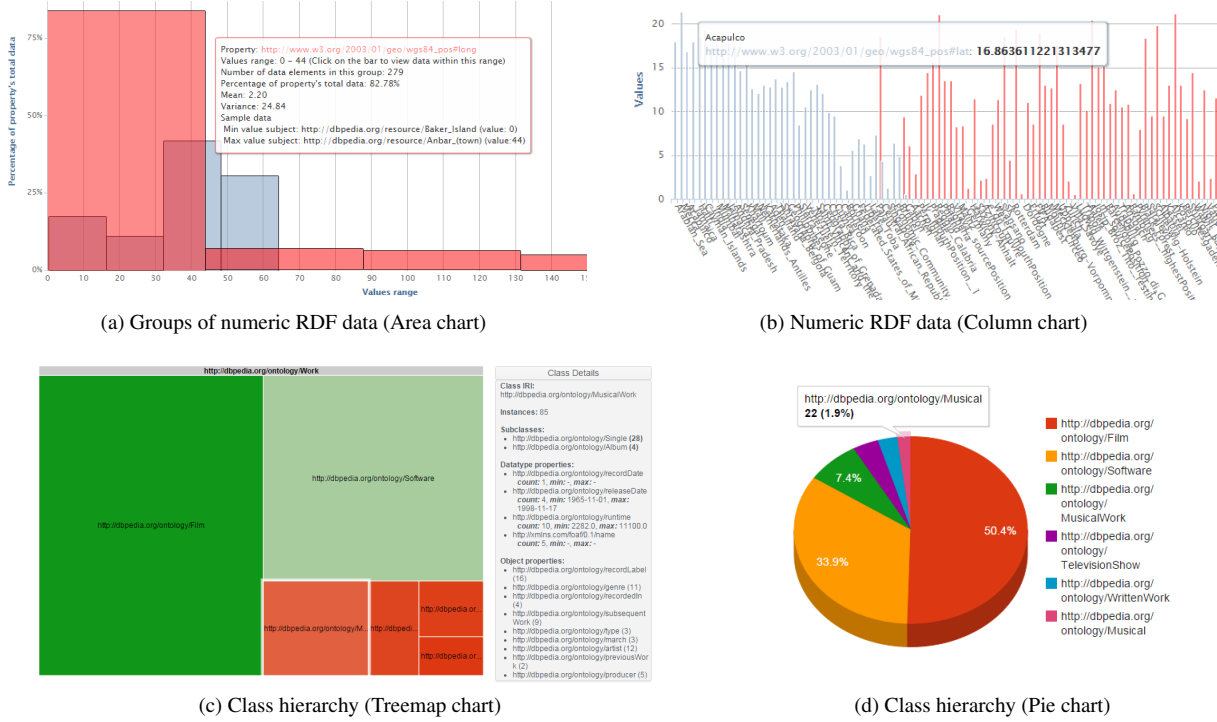 75%
50%
25%
0%
Percentage of property's total data
0
10
20
30
40
50
60
70
80
90
100
110
120
130
140
Values range
Property: http://www.w3.org/2003/01/geo/wgs84_pos#long
Values range: 0 – 44 (Click on the bar to view data within this range)
Number of data elements in this group: 279
Percentage of property's total data: 82.78%
Mean: 2.20
Variance: 24.84
Sample data
Min value subject: http://dbpedia.org/resource/Baker_Island (value: 0)
Max value subject: http://dbpedia.org/resource/Anbar_(town) (value:44)
(a) Groups of numeric RDF data (Area chart)
20
15
10
5
0
Values
Acapulco
http://www.w3.org/2003/01/geo/wgs84_pos#lat: 16.863611221313477
(b) Numeric RDF data (Column chart)
http://dbpedia.org/ontology/Work
http://dbpedia.org/ontology/Film
http://dbpedia.org/ontology/Software
http://dbpedia.org/ontology/M...
http://dbpedi...
http://dbpedia.or...
http://dbpedia.or...
Class Details
Class IRI:
http://dbpedia.org/ontology/MusicalWork
Instances: 85
Subclasses:
• http://dbpedia.org/ontology/Single (28)
• http://dbpedia.org/ontology/Album (4)
Datatype properties:
• http://dbpedia.org/ontology/recordDate
count: 1, min: -, max: -
• http://dbpedia.org/ontology/releaseDate
count: 4, min: 1965-11-01, max:
1998-11-17
• http://dbpedia.org/ontology/runtime
count: 10, min: 2282.0, max: 11100.0
• http://xmlns.com/foaf/0.1/name
count: 5, min: -, max: -
Object properties:
• http://dbpedia.org/ontology/recordLabel
(16)
• http://dbpedia.org/ontology/genre (11)
• http://dbpedia.org/ontology/recordedIn
(4)
• http://dbpedia.org/ontology/subsequent
Work (9)
• http://dbpedia.org/ontology/type (3)
• http://dbpedia.org/ontology/march (3)
• http://dbpedia.org/ontology/artist (12)
• http://dbpedia.org/ontology/previousWor
k (2)
• http://dbpedia.org/ontology/producer (5)
(c) Class hierarchy (Treemap chart)
http://dbpedia.org/ontology/Musical
22 (1.9%)
7.4%
33.9%
50.4%
http://dbpedia.org/
ontology/Film
http://dbpedia.org/
ontology/Software
http://dbpedia.org/
ontology/
MusicalWork
http://dbpedia.org/
ontology/
TelevisionShow
http://dbpedia.org/
ontology/WrittenWork
http://dbpedia.org/
ontology/Musical
(d) Class hierarchy (Pie chart)